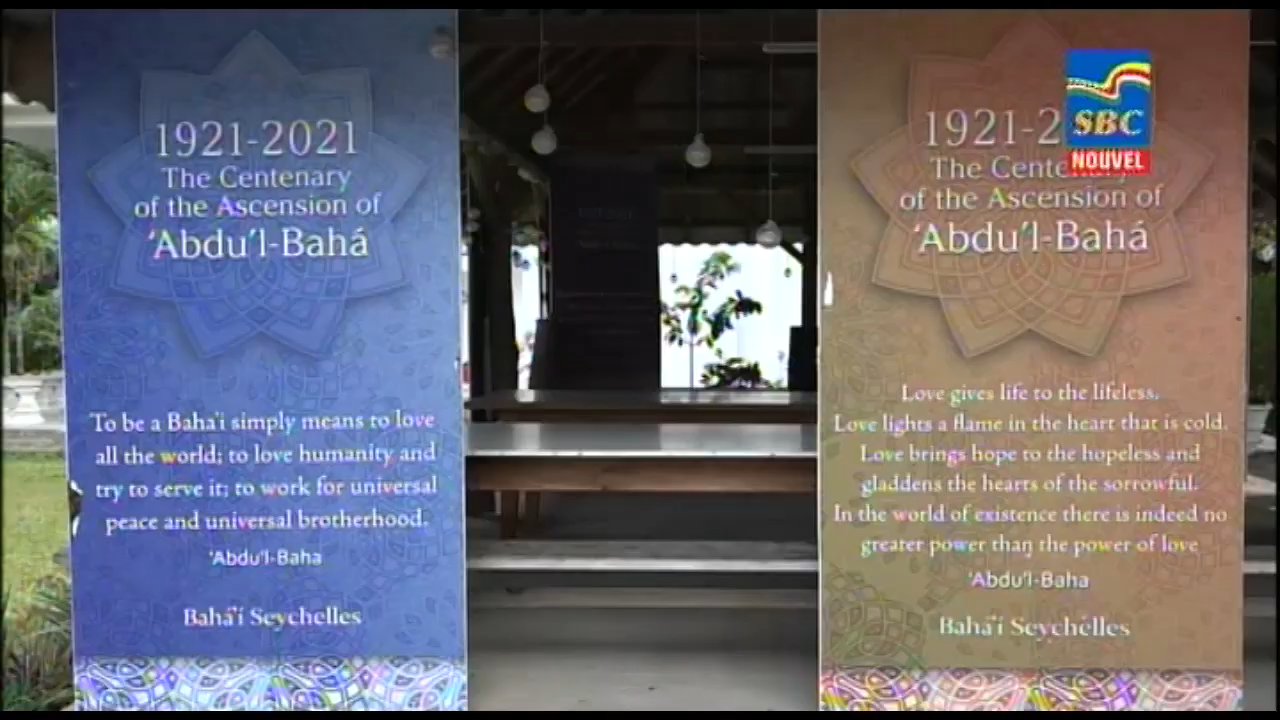 1921-2021
The Centenary
of the Ascension of
'Abdu'l-Bahá
To be a Baha'i simply means to love
all the world; to love humanity and
try to serve it; to work for universal
peace and universal brotherhood.
'Abdu'l-Baha
Bahá'í Seychelles
1921-2
The Centenary
of the Ascension of
'Abdu'l-Bahá
Love gives life to the lifeless.
Love lights a flame in the heart that is cold.
Love brings hope to the hopeless and
gladdens the hearts of the sorrowful.
In the world of existence there is indeed no
greater power than the power of love
'Abdu'l-Baha
Bahá'í Seychelles
SBC
NOUVEL